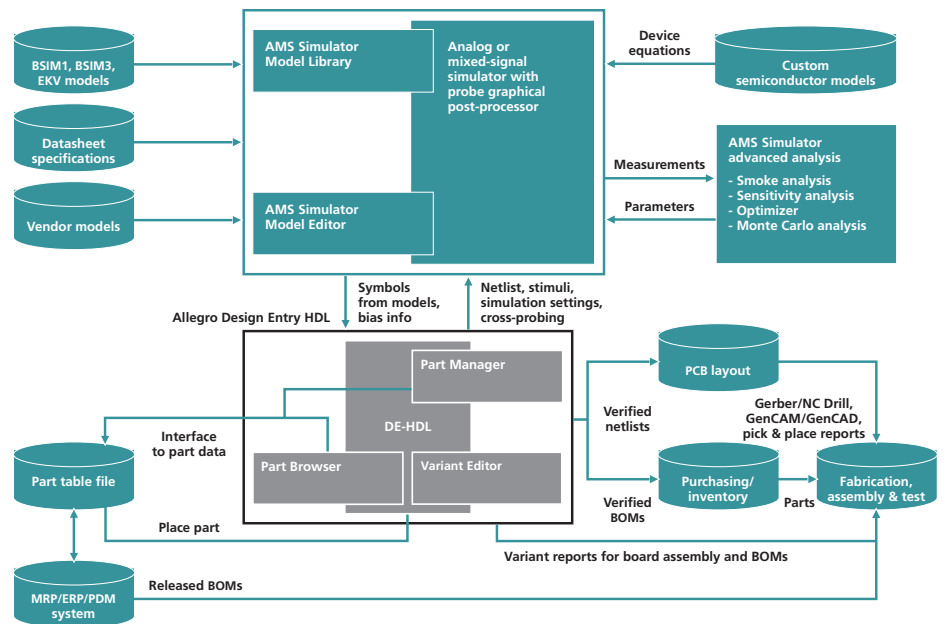 BSIM1, BSIM3,
EKV models
Datasheet
specifications
Vendor models
AMS Simulator
Model Library
Analog or
mixed-signal
simulator with
probe graphical
post-processor
AMS Simulator
Model Editor
Device
equations
Custom
semiconductor models
Measurements
Parameters
AMS Simulator
advanced analysis
- Smoke analysis
- Sensitivity analysis
- Optimizer
- Monte Carlo analysis
Symbols
from models,
bias info
Netlist, stimuli,
simulation settings,
cross-probing
Allegro Design Entry HDL
Part Manager
DE-HDL
Part Browser
Variant Editor
Interface
to part data
Part table file
Place part
MRP/ERP/PDM
system
Released BOMs
Verified
netlists
Verified
BOMs
PCB layout
Gerber/NC Drill,
GenCAM/GenCAD,
pick & place reports
Purchasing/
inventory
Parts
Fabrication,
assembly & test
Variant reports for board assembly and BOMs